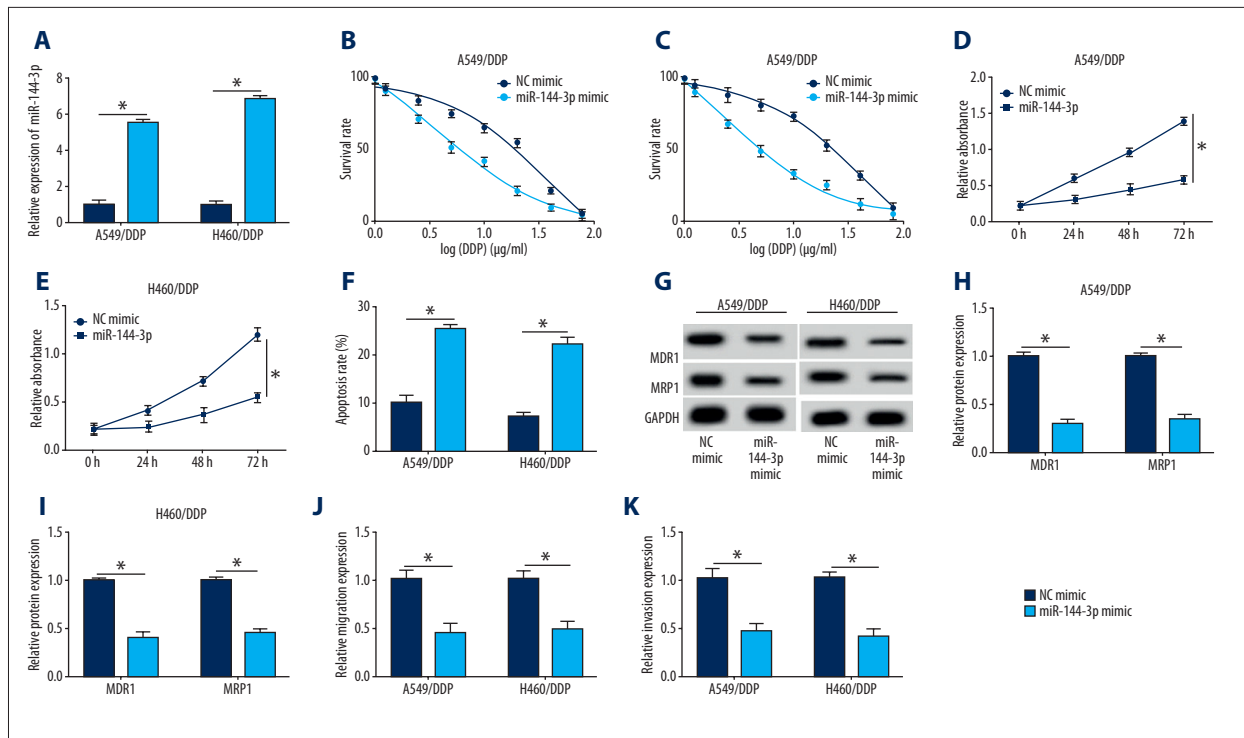 A
Relative expression of miR-144-3p
8
6
4
2
0
*
*
A549/DDP
H460/DDP
B
A549/DDP
Survival rate
100
50
0
NC mimic
miR-144-3p mimic
0.0
0.5
1.0
1.5
2.0
log (DDP) (μg/ml)
C
A549/DDP
Survival rate
100
50
0
NC mimic
miR-144-3p mimic
0.0
0.5
1.0
1.5
2.0
log (DDP) (μg/ml)
D
A549/DDP
Relative absorbance
2.0
1.5
1.0
0.5
0.0
NC mimic
miR-144-3p
*
0 h
24 h
48 h
72 h
E
H460/DDP
Relative absorbance
1.5
1.0
0.5
0.0
NC mimic
miR-144-3p
*
0 h
24 h
48 h
72 h
F
Apoptosis rate (%)
30
20
10
0
*
*
A549/DDP
H460/DDP
G
A549/DDP
H460/DDP
MDR1
MRP1
GAPDH
NC
mimic
miR-
144-3p
mimic
NC
mimic
miR-
144-3p
mimic
H
A549/DDP
Relative protein expression
1.5
1.0
0.5
0.0
*
*
MDR1
MRP1
I
H460/DDP
Relative protein expression
1.5
1.0
0.5
0.0
*
*
MDR1
MRP1
J
Relative migration expression
1.5
1.0
0.5
0.0
*
*
A549/DDP
H460/DDP
K
Relative invasion expression
1.5
1.0
0.5
0.0
*
*
A549/DDP
H460/DDP
NC mimic
miR-144-3p mimic